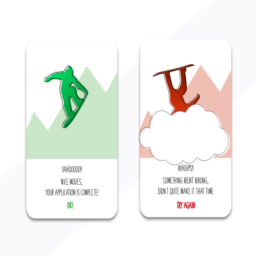 WHOOOOO!!
NICE MOVES,
YOUR APPLICATION IS COMPLETE!
OK!
WHOOPS!!
SOMETHING WENT WRONG,
DIDN'T QUITE MAKE IT THAT TIME
TRY AGAIN